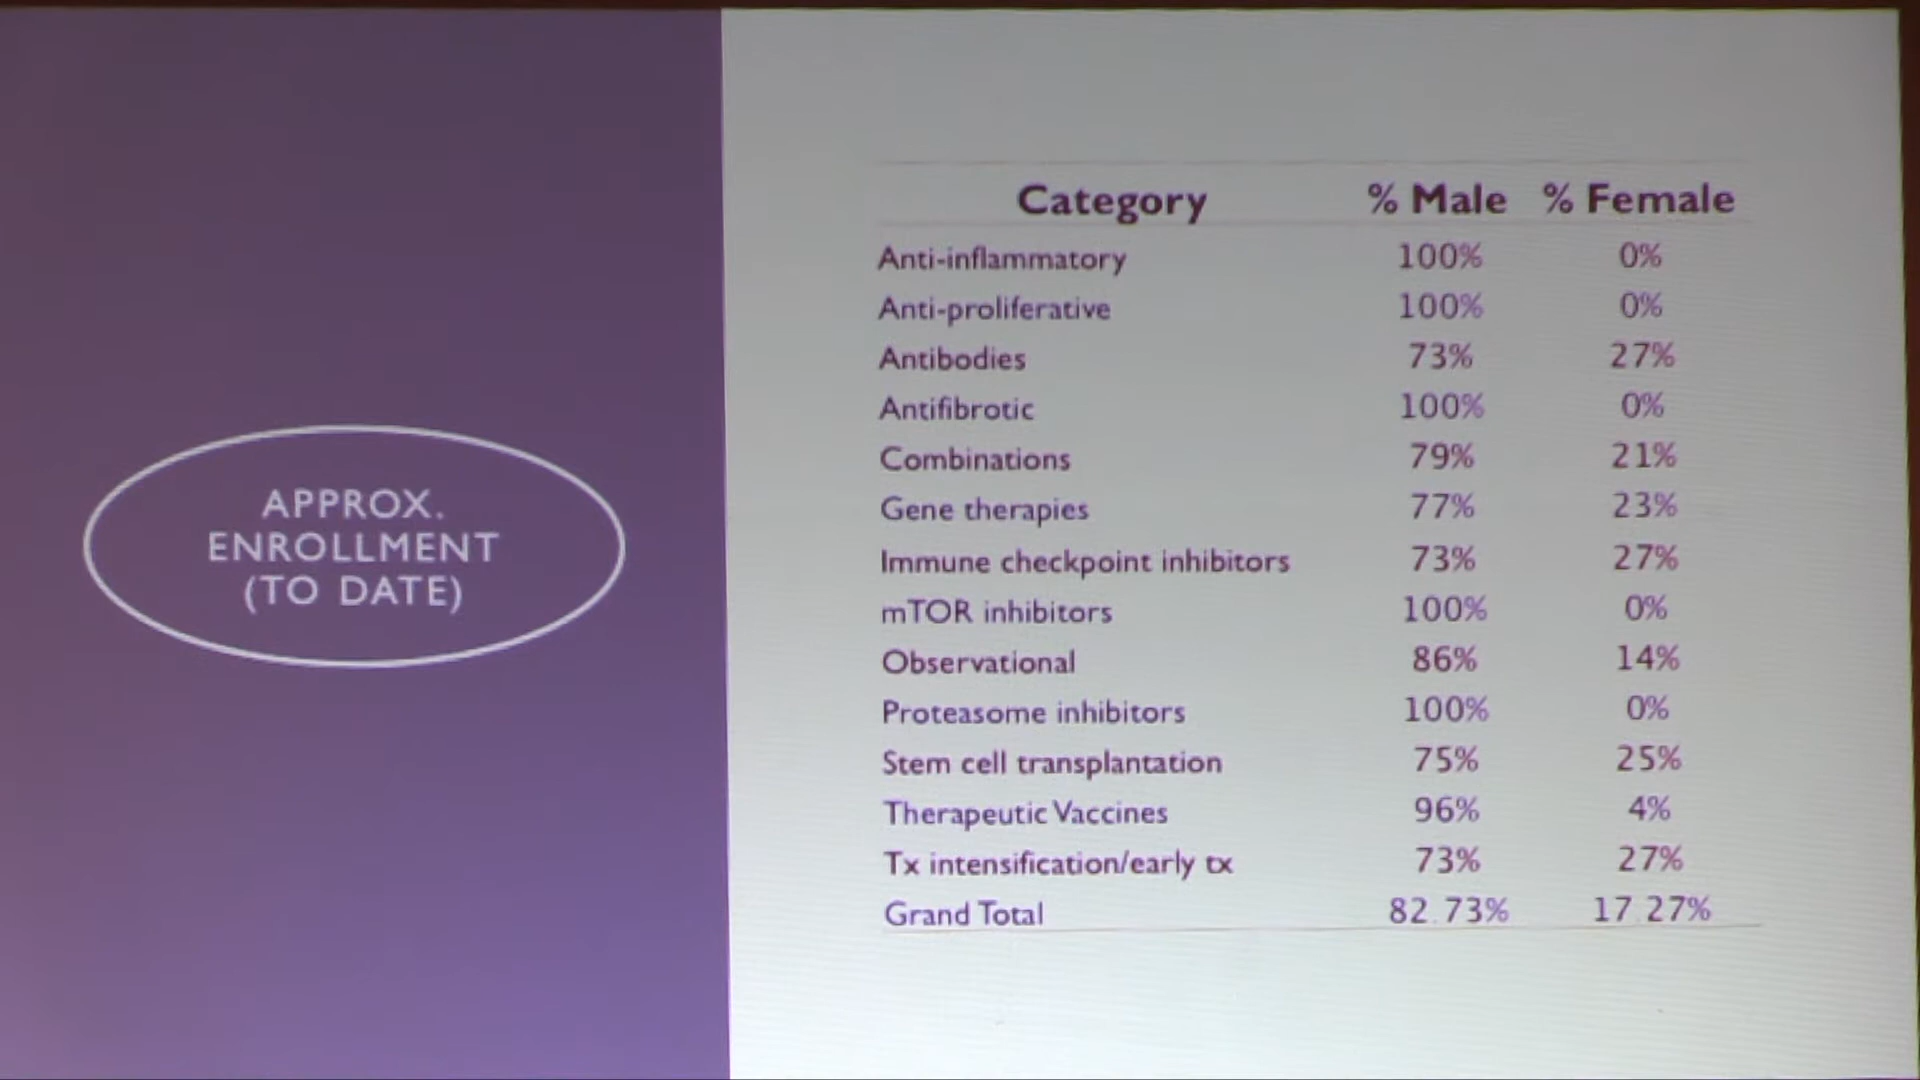 APPROX.
ENROLLMENT
(TO DATE)
Category % Male % Female
Anti-inflammatory 100% 0%
Anti-proliferative 100% 0%
Antibodies 73% 27%
Antifibrotic 100% 0%
Combinations 79% 21%
Gene therapies 77% 23%
Immune checkpoint inhibitors 73% 27%
mTOR inhibitors 100% 0%
Observational 86% 14%
Proteasome inhibitors 100% 0%
Stem cell transplantation 75% 25%
Therapeutic Vaccines 96% 4%
Tx intensification/early tx 73% 27%
Grand Total 82.73% 17.27%